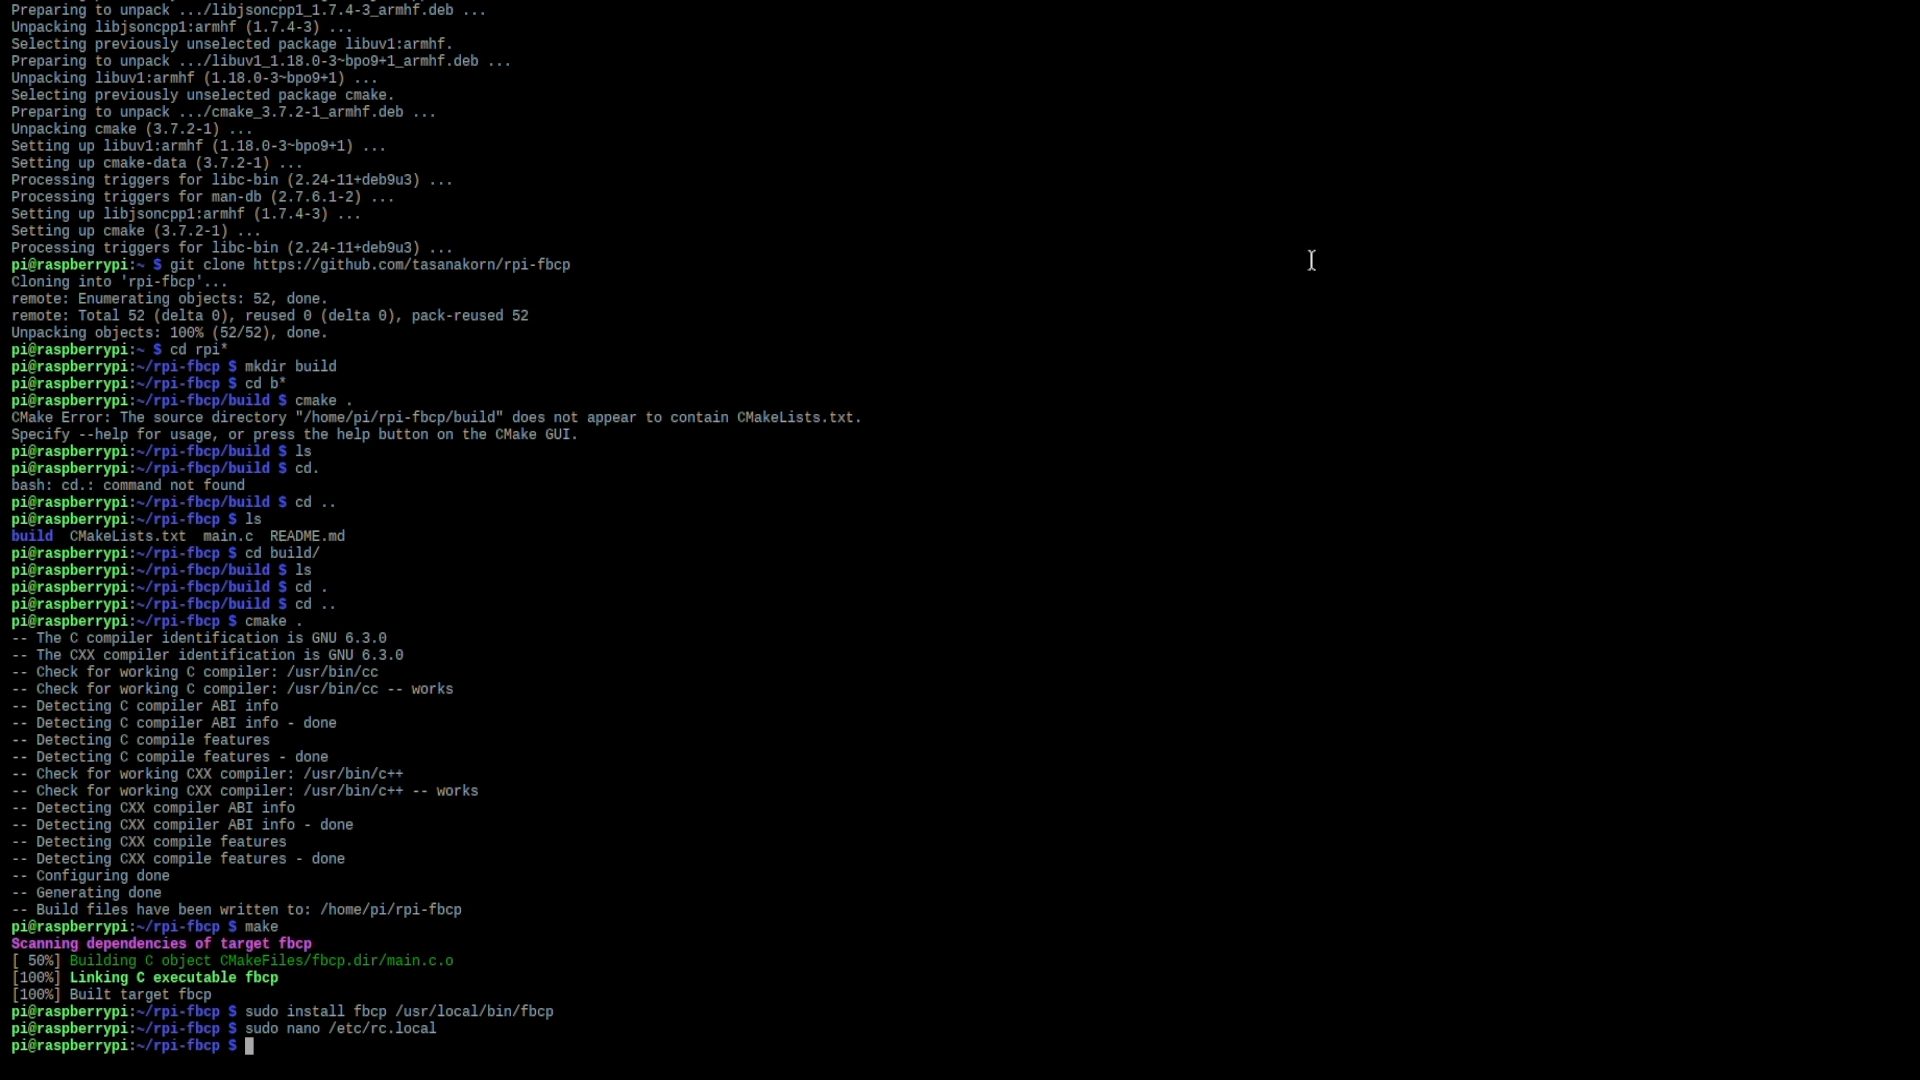 Preparing to unpack .../libjsoncpp1_1.7.4-3_armhf.deb ...
Unpacking libjsoncpp1:armhf (1.7.4-3) ...
Selecting previously unselected package libuv1:armhf.
Preparing to unpack .../libuv1_1.18.0-3~bpo9+1_armhf.deb ...
Unpacking libuv1:armhf (1.18.0-3~bpo9+1) ...
Selecting previously unselected package cmake.
Preparing to unpack .../cmake_3.7.2-1_armhf.deb ...
Unpacking cmake (3.7.2-1) ...
Setting up libuv1:armhf (1.18.0-3~bpo9+1) ...
Setting up cmake-data (3.7.2-1) ...
Processing triggers for libc-bin (2.24-11+deb9u3) ...
Processing triggers for man-db (2.7.6.1-2) ...
Setting up libjsoncpp1:armhf (1.7.4-3) ...
Setting up cmake (3.7.2-1) ...
Processing triggers for libc-bin (2.24-11+deb9u3) ...
pi@raspberrypi:~ $ git clone https://github.com/tasanakorn/rpi-fbcp
Cloning into 'rpi-fbcp'...
remote: Enumerating objects: 52, done.
remote: Total 52 (delta 0), reused 0 (delta 0), pack-reused 52
Unpacking objects: 100% (52/52), done.
pi@raspberrypi:~ $ cd rpi*
pi@raspberrypi:~/rpi-fbcp $ mkdir build
pi@raspberrypi:~/rpi-fbcp $ cd b*
pi@raspberrypi:~/rpi-fbcp/build $ cmake .
CMake Error: The source directory "/home/pi/rpi-fbcp/build" does not appear to contain CMakeLists.txt.
Specify --help for usage, or press the help button on the CMake GUI.
pi@raspberrypi:~/rpi-fbcp/build $ ls
pi@raspberrypi:~/rpi-fbcp/build $ cd.
bash: cd.: command not found
pi@raspberrypi:~/rpi-fbcp/build $ cd ..
pi@raspberrypi:~/rpi-fbcp $ ls
build  CMakeLists.txt  main.c  README.md
pi@raspberrypi:~/rpi-fbcp $ cd build/
pi@raspberrypi:~/rpi-fbcp/build $ ls
pi@raspberrypi:~/rpi-fbcp/build $ cd .
pi@raspberrypi:~/rpi-fbcp/build $ cd ..
pi@raspberrypi:~/rpi-fbcp $ cmake .
-- The C compiler identification is GNU 6.3.0
-- The CXX compiler identification is GNU 6.3.0
-- Check for working C compiler: /usr/bin/cc
-- Check for working C compiler: /usr/bin/cc -- works
-- Detecting C compiler ABI info
-- Detecting C compiler ABI info - done
-- Detecting C compile features
-- Detecting C compile features - done
-- Check for working CXX compiler: /usr/bin/c++
-- Check for working CXX compiler: /usr/bin/c++ -- works
-- Detecting CXX compiler ABI info
-- Detecting CXX compiler ABI info - done
-- Detecting CXX compile features
-- Detecting CXX compile features - done
-- Configuring done
-- Generating done
-- Build files have been written to: /home/pi/rpi-fbcp
pi@raspberrypi:~/rpi-fbcp $ make
Scanning dependencies of target fbcp
[ 50%] Building C object CMakeFiles/fbcp.dir/main.c.o
[100%] Linking C executable fbcp
[100%] Built target fbcp
pi@raspberrypi:~/rpi-fbcp $ sudo install fbcp /usr/local/bin/fbcp
pi@raspberrypi:~/rpi-fbcp $ sudo nano /etc/rc.local
pi@raspberrypi:~/rpi-fbcp $